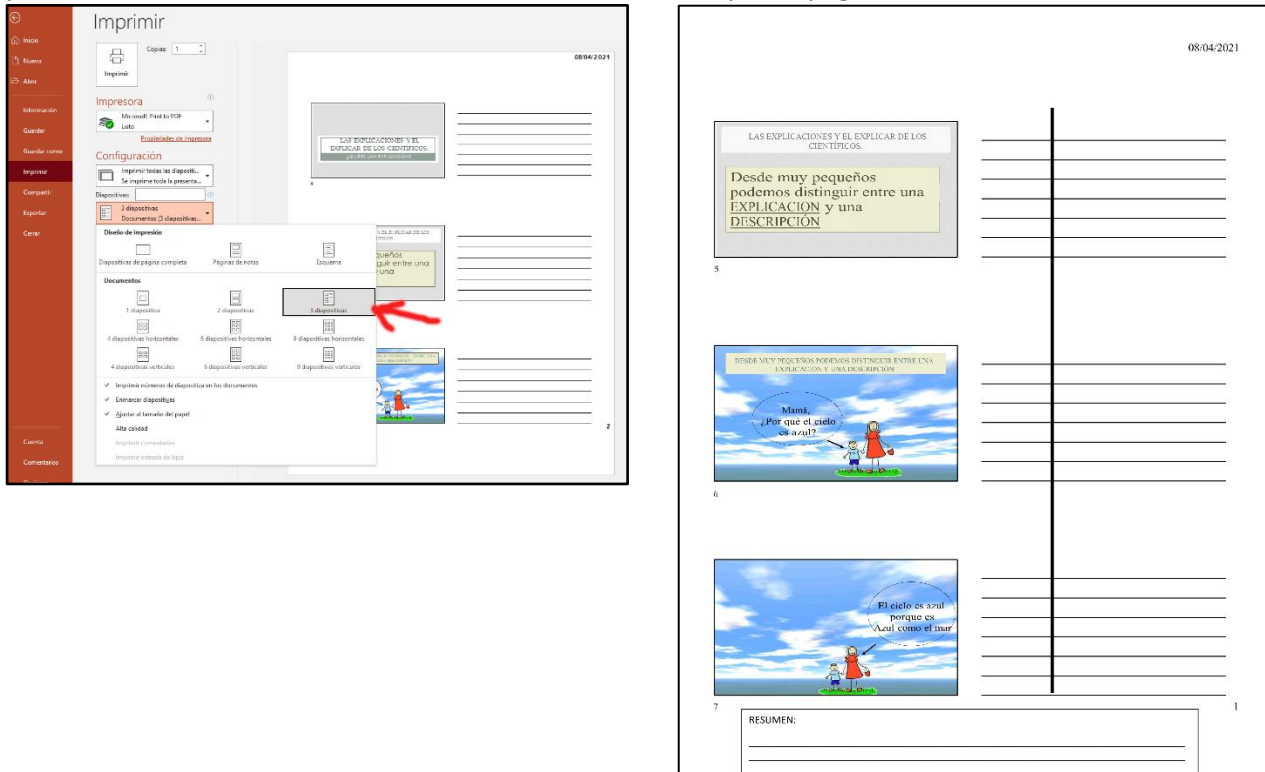 Imprimir
Inicio
Nuevo
Abrir
Información
Guardar
Guardar como
Imprimir
Compartir
Exportar
Cerrar
Cuenta
Comentarios
Copias: 1
Imprimir
Impresora
Microsoft Print to PDF
Listo
Propiedades de impresora
Configuración
Imprimir todas las diapositi...
Se imprime toda la presenta...
Diapositivas:
3 diapositivas
Documentos (3 diapositivas...
Diseño de impresión
Diapositivas de página completa
Páginas de notas
Esquema
Documentos
1 diapositiva
2 diapositivas
3 diapositivas
4 diapositivas horizontales
6 diapositivas horizontales
9 diapositivas horizontales
4 diapositivas verticales
6 diapositivas verticales
9 diapositivas verticales
Imprimir números de diapositiva en los documentos
Enmarcar diapositivas
Ajustar al tamaño del papel
Alta calidad
Imprimir comentarios
Imprimir entrada de lápiz
08/04/2021
LAS EXPLICACIONES Y EL
EXPLICAR DE LOS CIENTÍFICOS.
4
queños
guir entre una
y una
2
08/04/2021
LAS EXPLICACIONES Y EL EXPLICAR DE LOS
CIENTÍFICOS.
Desde muy pequeños
podemos distinguir entre una
EXPLICACIÓN y una
DESCRIPCIÓN
5
DESDE MUY PEQUEÑOS PODEMOS DISTINGUIR ENTRE UNA
EXPLICACIÓN Y UNA DESCRIPCIÓN
Mamá,
¿Por qué el cielo
es azul?
6
El cielo es azul
porque es
Azul como el mar
7
1
RESUMEN: